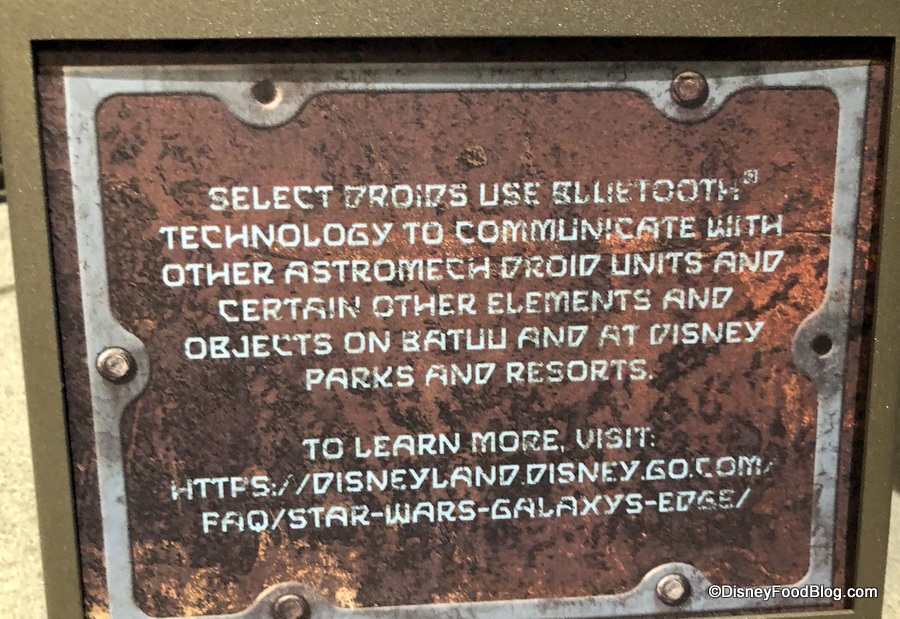 SELECT DROIDS USE BLUETOOTH®
TECHNOLOGY TO COMMUNICATE WITH
OTHER ASTROMECH DROID UNITS AND
CERTAIN OTHER ELEMENTS AND
OBJECTS ON BATUU AND AT DISNEY
PARKS AND RESORTS.
TO LEARN MORE, VISIT:
HTTPS://DISNEYLAND.DISNEY.GO.COM/
FAQ/STAR-WARS-GALAXYS-EDGE/
©DisneyFoodBlog.com